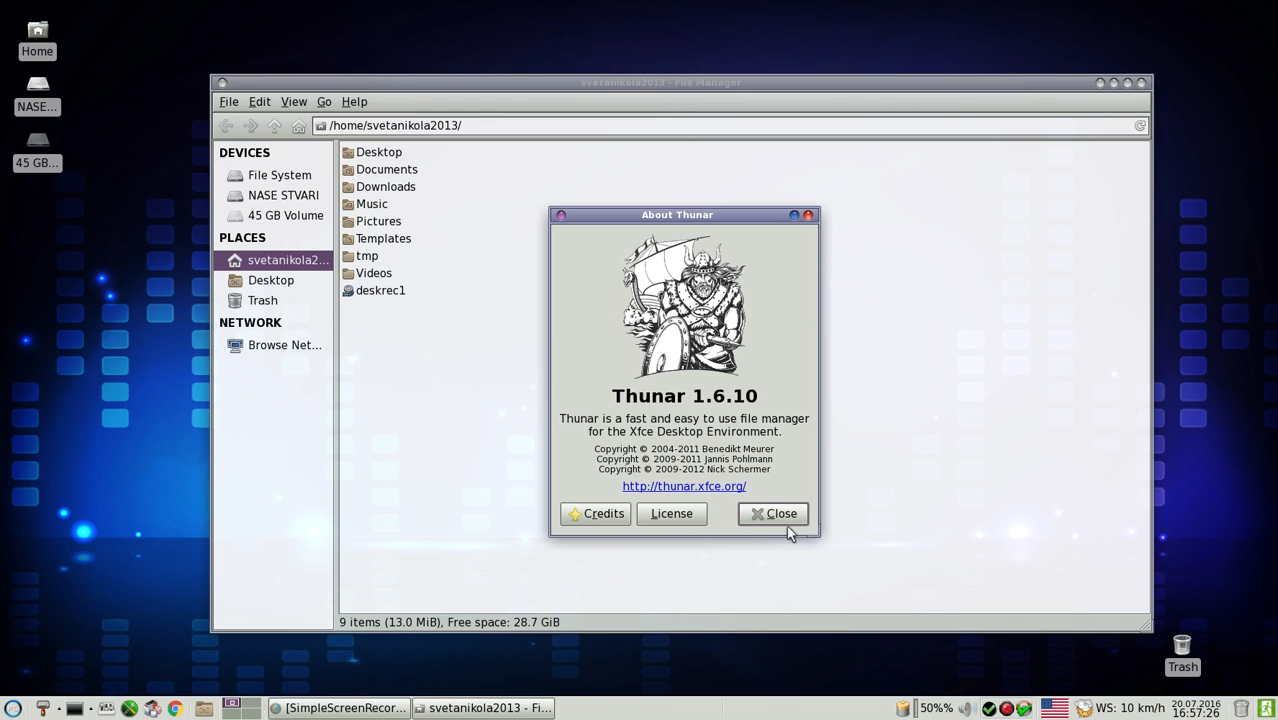 Home
NASE...
45 GB...
svetanikola2013 - File Manager
File Edit View Go Help
/home/svetanikola2013/
DEVICES
File System
NASE STVARI
45 GB Volume
PLACES
svetanikola2...
Desktop
Trash
NETWORK
Browse Net...
Desktop
Documents
Downloads
Music
Pictures
Templates
tmp
Videos
deskrec1
About Thunar
Thunar 1.6.10
Thunar is a fast and easy to use file manager
for the Xfce Desktop Environment.
Copyright © 2004-2011 Benedikt Meurer
Copyright © 2009-2011 Jannis Pohlmann
Copyright © 2009-2012 Nick Schermer
http://thunar.xfce.org/
Credits License Close
9 items (13.0 MiB), Free space: 28.7 GiB
Trash
[SimpleScreenRecor... svetanikola2013 - Fi... 50%% WS: 10 km/h 20.07.2016
16:57:26